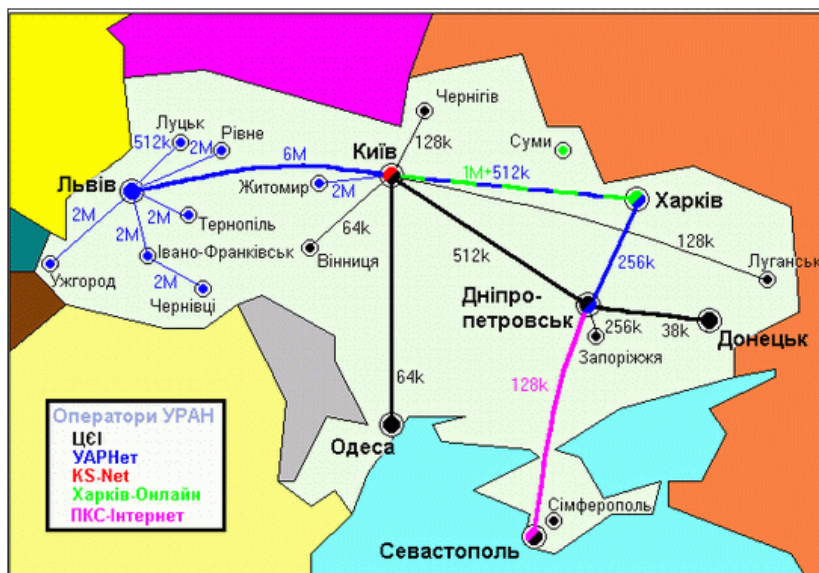 Чернігів
Луцьк
512k
2M
Рівне
128k
Суми
6M
Київ
1M+512k
Львів
Житомир
2M
Харків
2M
2M
Тернопіль
64k
128k
2M
Івано-Франківськ
Вінниця
512k
256k
Луганськ
Ужгород
2M
Чернівці
Дніпро-
петровськ
256k
38k
Донецьк
Запоріжжя
64k
128k
Оператори УРАН
ЦЄІ
УАРНет
KS-Net
Харків-Онлайн
ПКС-Інтернет
Одеса
Сімферополь
Севастополь